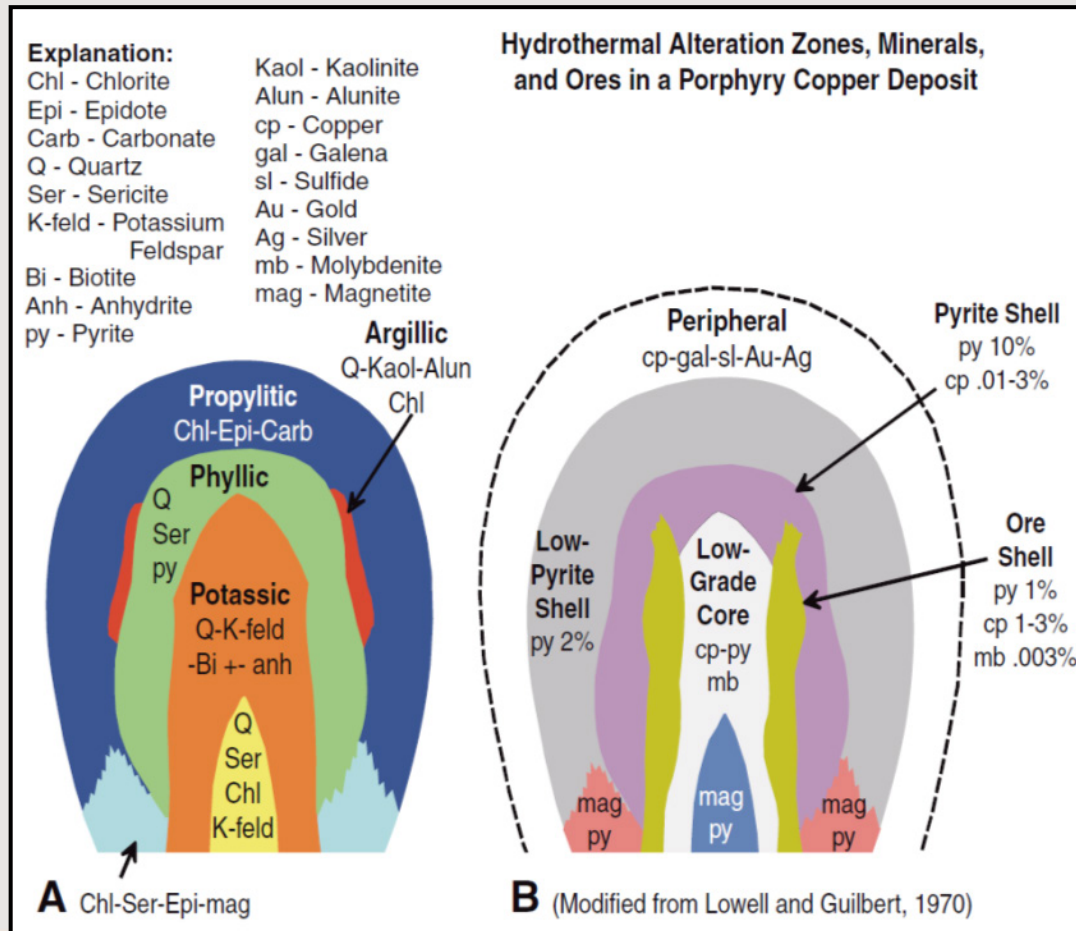 Hydrothermal Alteration Zones, Minerals,
and Ores in a Porphyry Copper Deposit
Explanation:
Chl - Chlorite
Epi - Epidote
Carb - Carbonate
Q - Quartz
Ser - Sericite
K-feld - Potassium
Feldspar
Bi - Biotite
Anh - Anhydrite
py - Pyrite
Kaol - Kaolinite
Alun - Alunite
cp - Copper
gal - Galena
sl - Sulfide
Au - Gold
Ag - Silver
mb - Molybdenite
mag - Magnetite
Argillic
Q-Kaol-Alun
Chl
Propylitic
Chl-Epi-Carb
Phyllic
Q
Ser
py
Potassic
Q-K-feld
-Bi +- anh
Q
Ser
Chl
K-feld
A
Chl-Ser-Epi-mag
Peripheral
cp-gal-sl-Au-Ag
Pyrite Shell
py 10%
cp .01-3%
Low-
Pyrite
Shell
py 2%
Low-
Grade
Core
cp-py
mb
Ore
Shell
py 1%
cp 1-3%
mb .003%
mag
py
mag
py
mag
py
B
(Modified from Lowell and Guilbert, 1970)